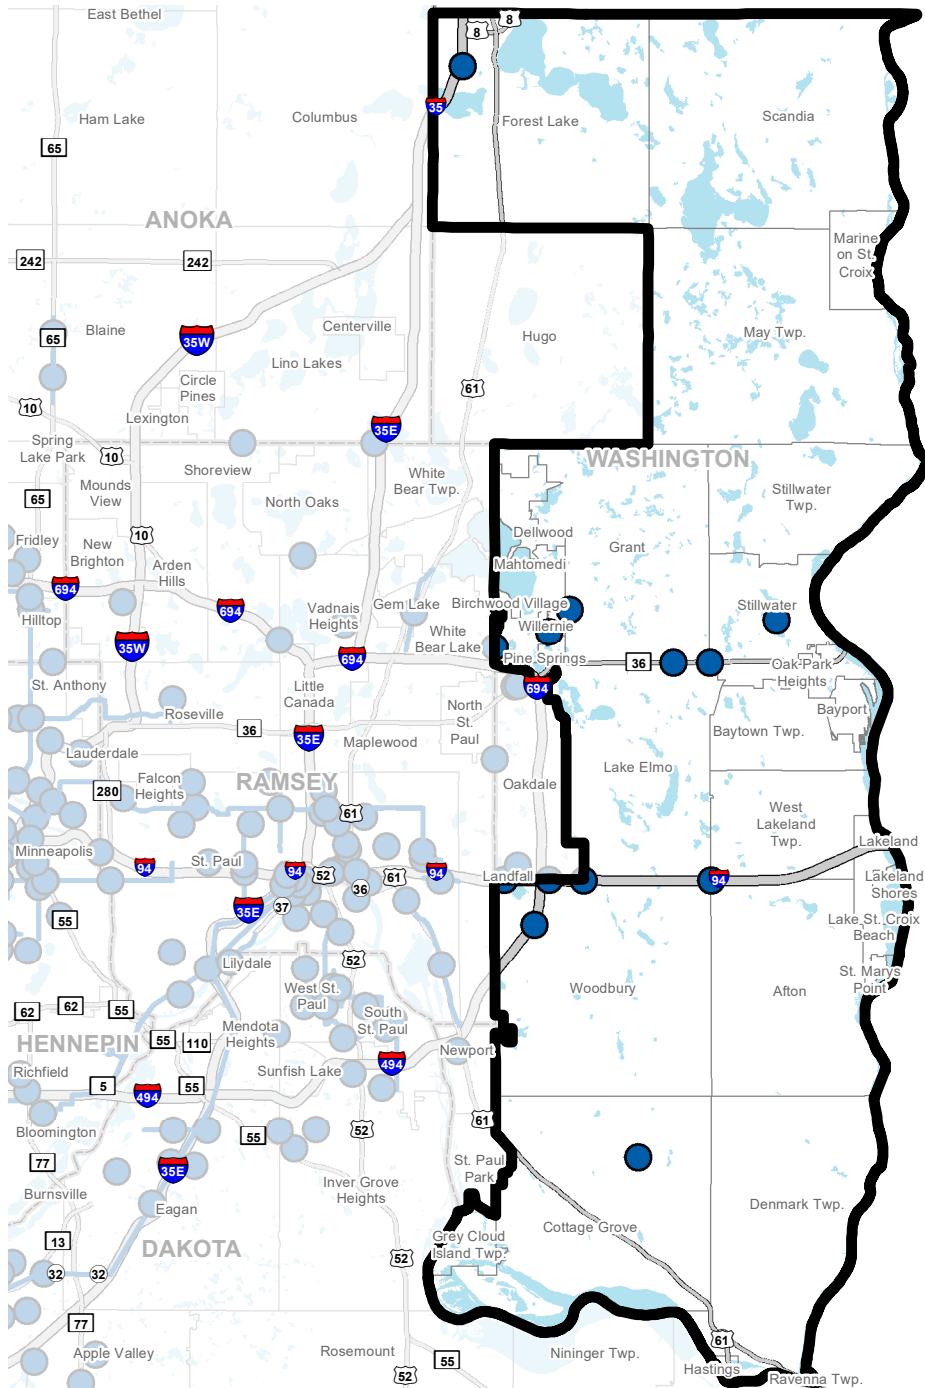 East Bethel
8
8
35
Ham Lake
Columbus
Forest Lake
Scandia
65
ANOKA
Marine
on St.
Croix
242
242
65
Blaine
35W
Centerville
Hugo
May Twp.
Lino Lakes
Circle
Pines
61
10
Lexington
35E
Spring
Lake Park
10
WASHINGTON
Shoreview
White
Bear Twp.
Mounds
View
65
North Oaks
Stillwater
Twp.
10
Fridley
New
Brighton
Dellwood
Grant
Arden
Hills
Mahtomedi
694
694
Vadnais
Heights
Gem Lake
Birchwood Village
Stillwater
Hilltop
Willernie
35W
White
Bear Lake
694
Pine Springs
36
Oak Park
Heights
St. Anthony
Little
Canada
694
Roseville
North
St.
Paul
Bayport
36
35E
Maplewood
Baytown Twp.
Lauderdale
Lake Elmo
Falcon
Heights
RAMSEY
Oakdale
280
61
West
Lakeland
Twp.
Minneapolis
94
St. Paul
94
52
61
94
Landfall
94
Lakeland
Lakeland
Shores
36
35E
37
55
Lake St. Croix
Beach
52
Lilydale
St. Marys
Point
West St.
Paul
Woodbury
Afton
62
62
55
South
St. Paul
Mendota
Heights
HENNEPIN
55
110
Newport
Richfield
494
Sunfish Lake
5
55
494
61
Bloomington
55
52
77
35E
St. Paul
Park
Inver Grove
Heights
Burnsville
Eagan
Denmark Twp.
Cottage Grove
13
DAKOTA
Grey Cloud
Island Twp.
52
32
32
77
61
Apple Valley
Rosemount
55
Nininger Twp.
Hastings
52
Ravenna Twp.